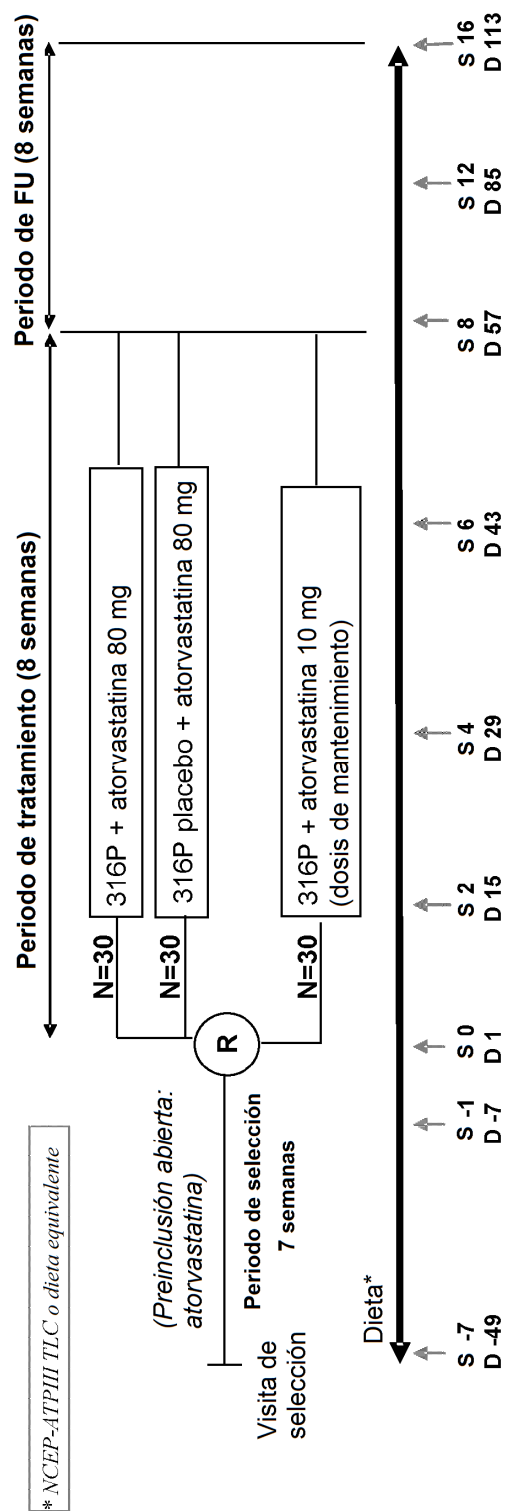 * NCEP-ATPIII TLC o dieta equivalente
Periodo de tratamiento (8 semanas)
Periodo de FU (8 semanas)
(Preinclusión abierta:
atorvastatina)
Periodo de selección
7 semanas
Visita de
selección
R
N=30
316P + atorvastatina 80 mg
N=30
316P placebo + atorvastatina 80 mg
N=30
316P + atorvastatina 10 mg
(dosis de mantenimiento)
Dieta*
S -7
D -49
S -1
D -7
S 0
D 1
S 2
D 15
S 4
D 29
S 6
D 43
S 8
D 57
S 12
D 85
S 16
D 113